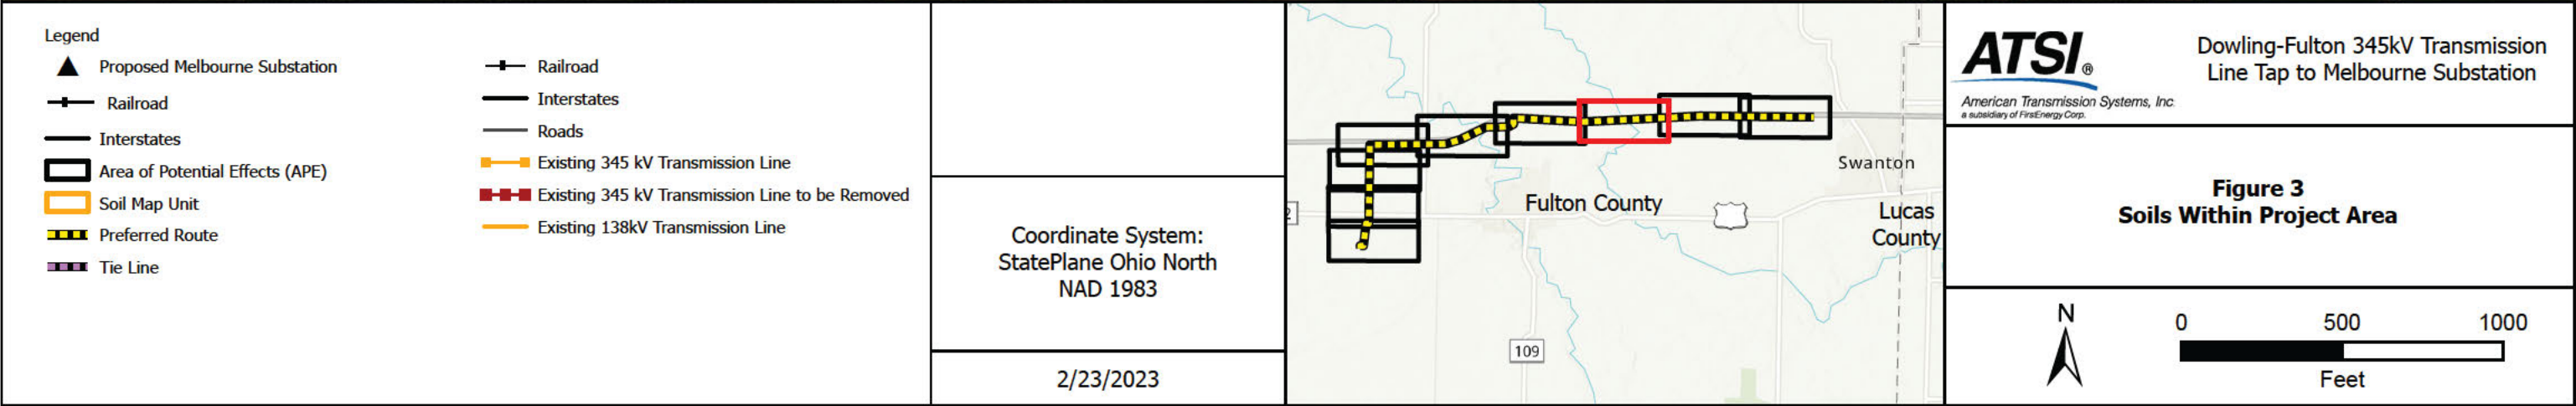 Legend
Proposed Melbourne Substation
Railroad
Interstates
Area of Potential Effects (APE)
Soil Map Unit
Preferred Route
Tie Line
Railroad
Interstates
Roads
Existing 345 kV Transmission Line
Existing 345 kV Transmission Line to be Removed
Existing 138kV Transmission Line
Coordinate System:
StatePlane Ohio North
NAD 1983
2/23/2023
Swanton
Fulton County
Lucas
County
2
109
ATSI®
American Transmission Systems, Inc.
a subsidiary of FirstEnergy Corp.
Dowling-Fulton 345kV Transmission
Line Tap to Melbourne Substation
Figure 3
Soils Within Project Area
N
0 500 1000
Feet